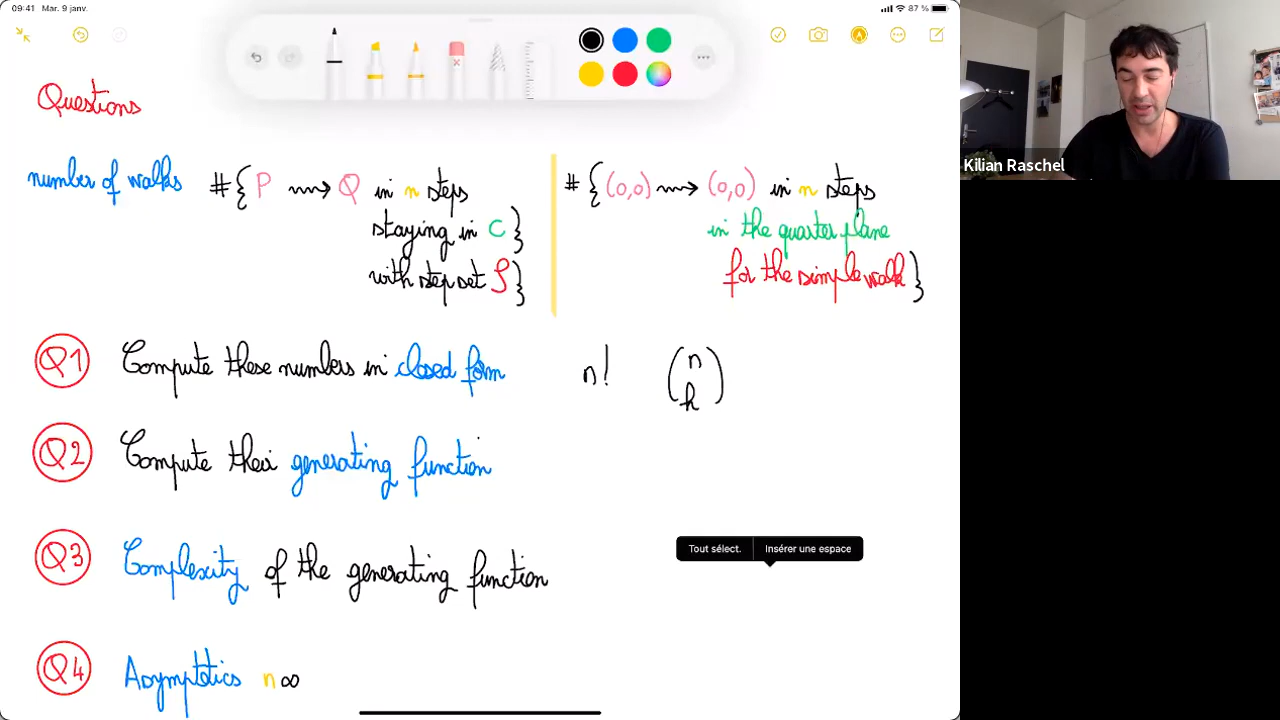 09:41 Mar. 9 janv.
87 %
Questions
number of walks #{P ⟿ Q in n steps
staying in C}
with step set S}
#{(0,0) ⟿ (0,0) in n steps
in the quarter plane
for the simple walk}
Q1 Compute these numbers in closed form n! (n k)
Q2 Compute their generating function
Q3 Complexity of the generating function
Q4 Asymptotics n ∞
Tout sélect. Insérer une espace
Kilian Raschel